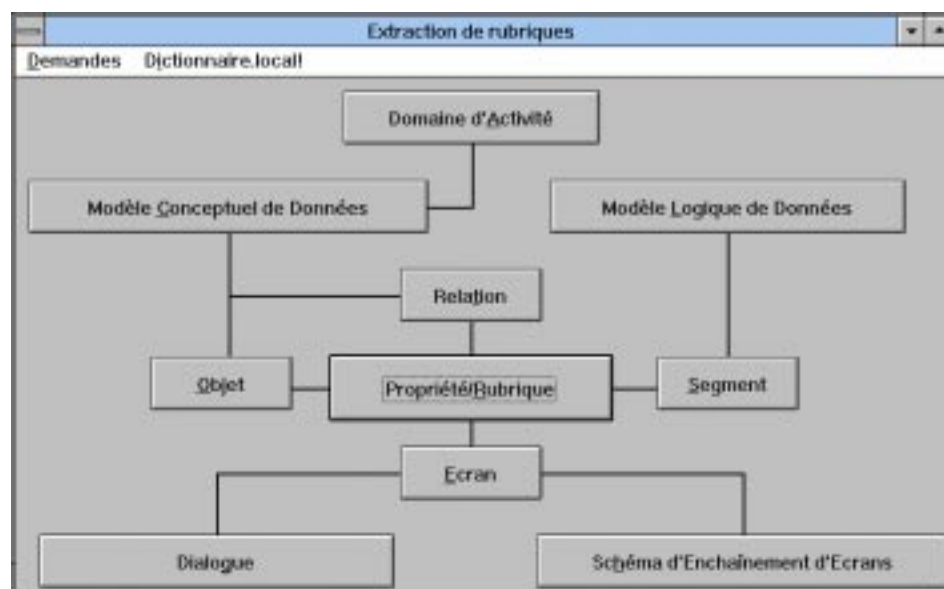 Extraction de rubriques
Demandes Dictionnaire.local!
Domaine d'Activité
Modèle Conceptuel de Données Modèle Logique de Données
Relation
Objet Propriété/Rubrique Segment
Ecran
Dialogue Schéma d'Enchaînement d'Ecrans